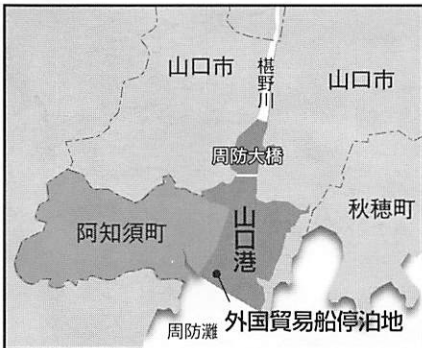 山口市
椹野川
山口市
周防大橋
秋穂町
阿知須町
山口港
外国貿易船停泊地
周防灘